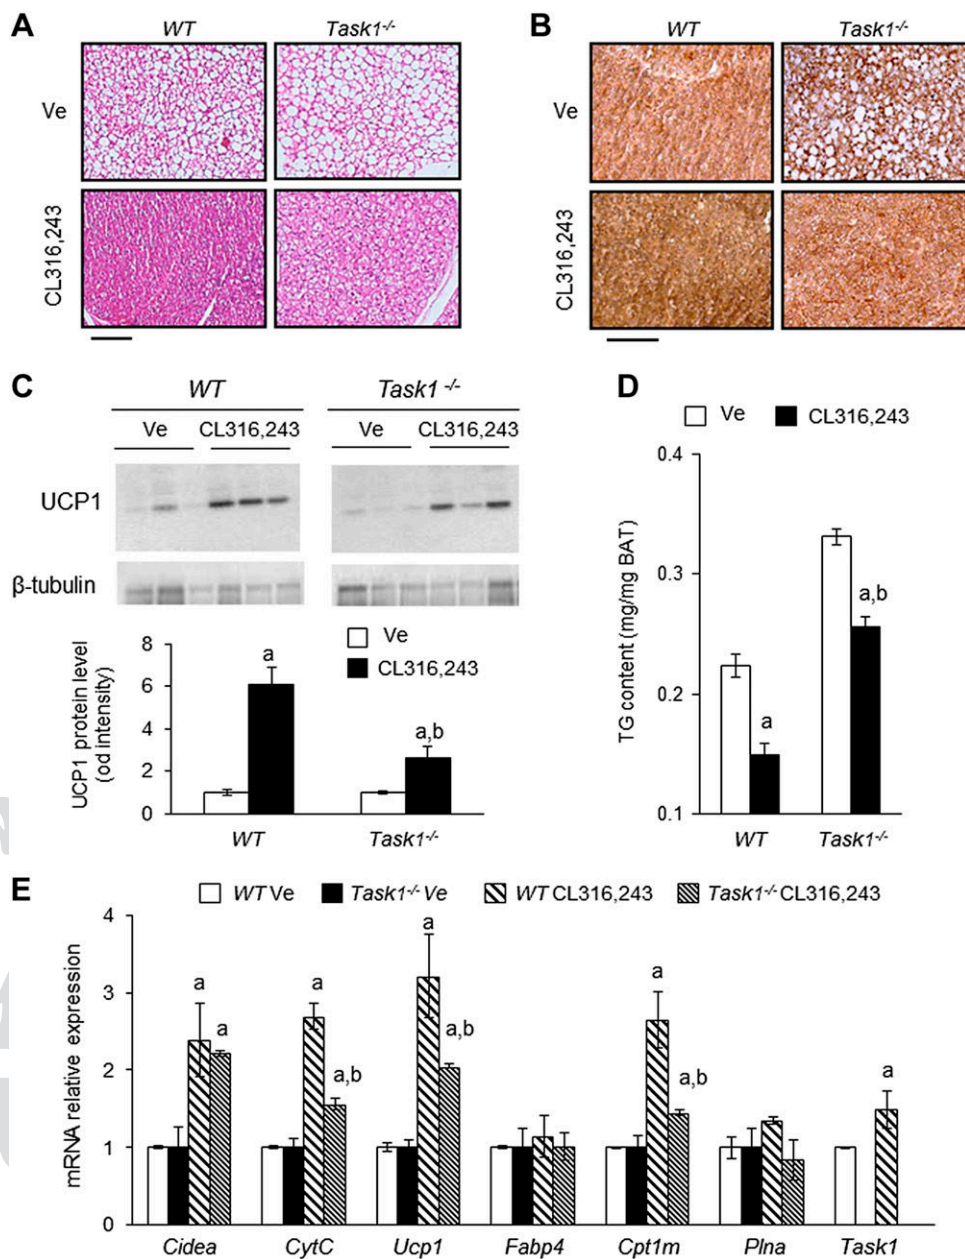 A
WT
Task1-/-
Ve
CL316,243
B
WT
Task1-/-
Ve
CL316,243
C
WT
Task1 -/-
Ve
CL316,243
Ve
CL316,243
UCP1
β-tubulin
Ve
CL316,243
UCP1 protein level
(od intensity)
8
6
4
2
0
a
a,b
WT
Task1-/-
D
Ve
CL316,243
TG content (mg/mg BAT)
0.4
0.3
0.2
0.1
a
a,b
WT
Task1-/-
E
WT Ve
Task1-/- Ve
WT CL316,243
Task1-/- CL316,243
mRNA relative expression
4
3
2
1
0
a
a
a
a,b
a
a,b
a
a,b
a
Cidea
CytC
Ucp1
Fabp4
Cpt1m
Plna
Task1